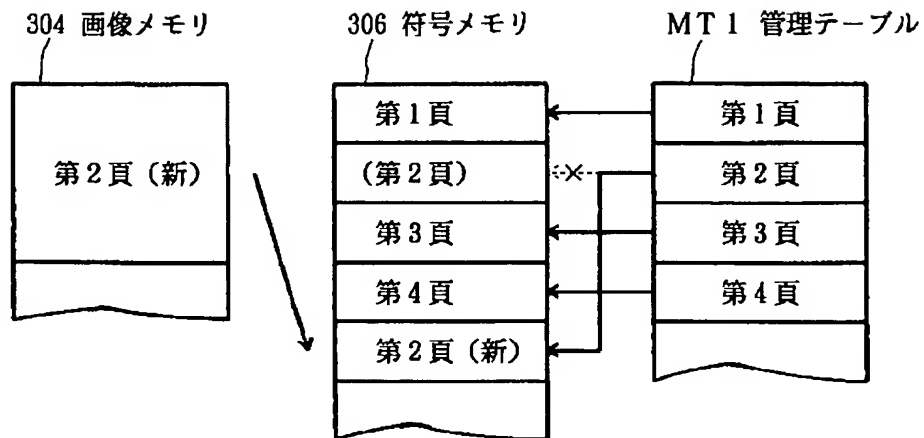 304 画像メモリ
306 符号メモリ
MT1 管理テーブル
第2頁(新)
第1頁
(第2頁)
第3頁
第4頁
第2頁(新)
第1頁
第2頁
第3頁
第4頁